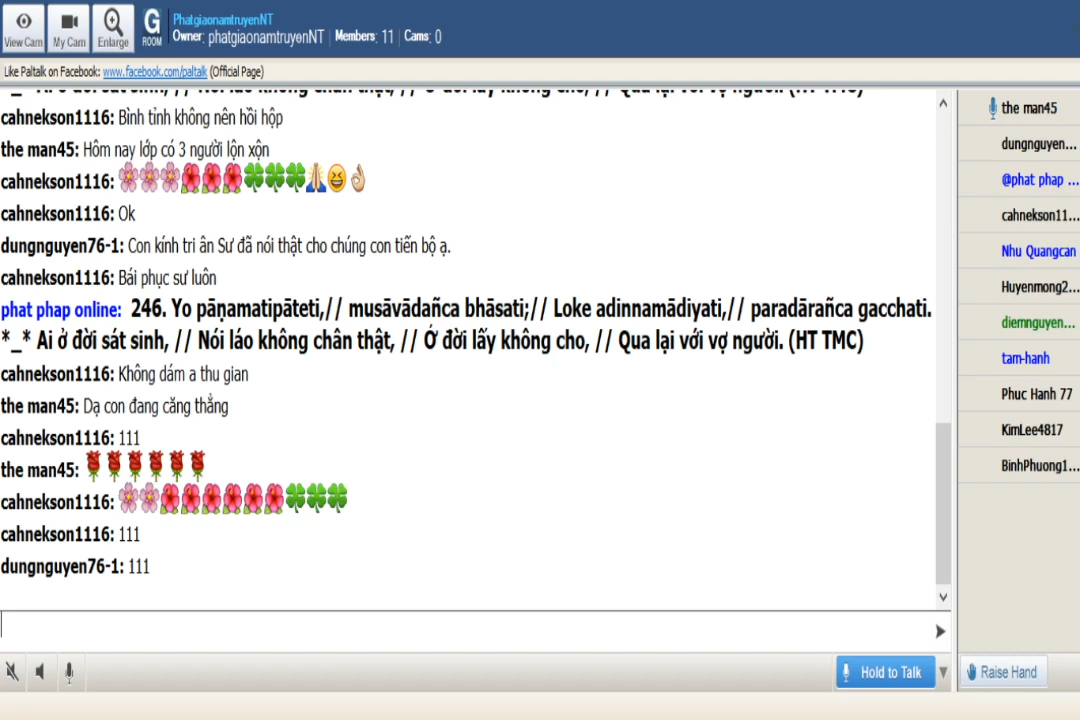 PhatgiaonamtruyenNT
Owner: phatgiaonamtruyenNT | Members: 11 | Cams: 0
View Cam
My Cam
Enlarge
G
ROOM
Like Paltalk on Facebook: www.facebook.com/paltalk (Official Page)
cahnekson1116: Bình tỉnh không nên hồi hộp
the man45: Hôm nay lớp có 3 người lộn xộn
cahnekson1116: 🌸🌸🌸🌺🌺🌺🍀🍀🍀🙏😆👌
cahnekson1116: Ok
dungnguyen76-1: Con kính tri ân Sư đã nói thật cho chúng con tiến bộ ạ.
cahnekson1116: Bái phục sư luôn
phat phap online: 246. Yo pāṇamatipāteti,// musāvādañca bhāsati;// Loke adinnamādiyati,// paradārañca gacchati.
*_* Ai ở đời sát sinh, // Nói láo không chân thật, // Ở đời lấy không cho, // Qua lại với vợ người. (HT TMC)
cahnekson1116: Không dám a thu gian
the man45: Dạ con đang căng thẳng
cahnekson1116: 111
the man45: 🌹🌹🌹🌹🌹🌹
cahnekson1116: 🌸🌸🌺🌺🌺🌺🌺🌺🍀🍀🍀
cahnekson1116: 111
dungnguyen76-1: 111
the man45
dungnguyen...
@phat phap ...
cahnekson11...
Nhu Quangcan
Huyenmong2...
diemnguyen...
tam-hanh
Phuc Hanh 77
KimLee4817
BinhPhuong1...
Hold to Talk
Raise Hand